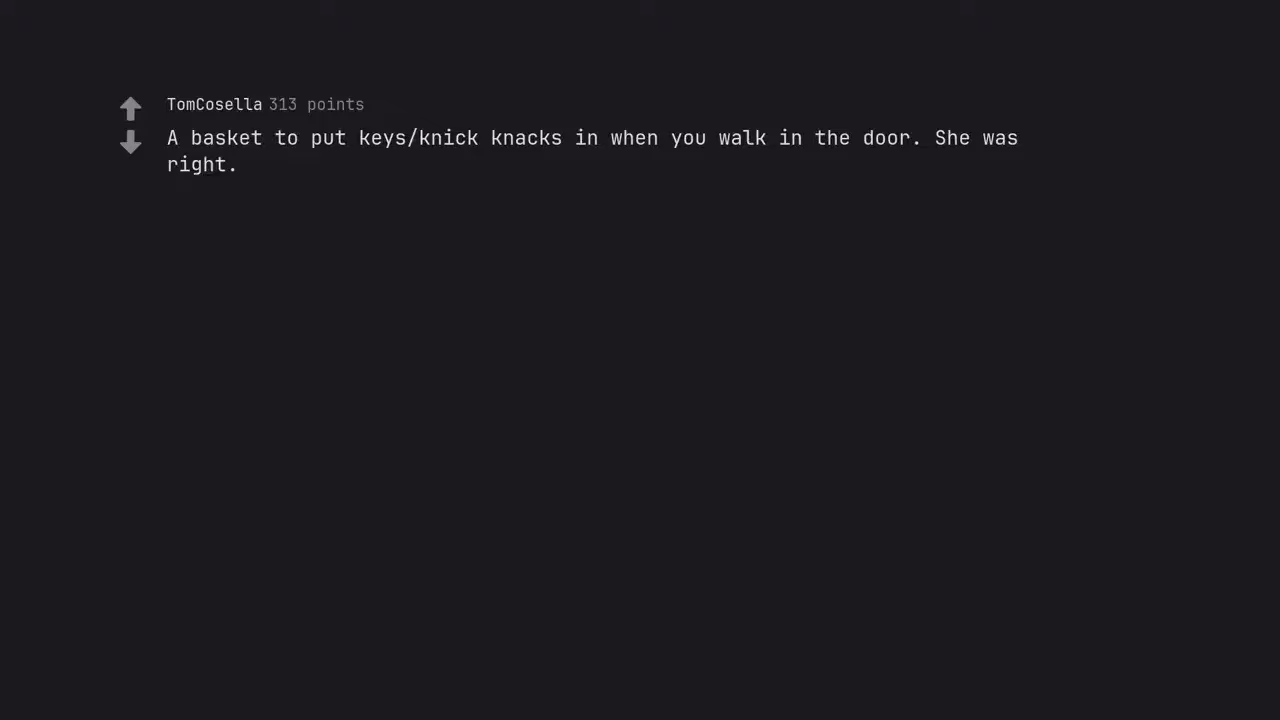 TomCosella 313 points
A basket to put keys/knick knacks in when you walk in the door. She was
right.